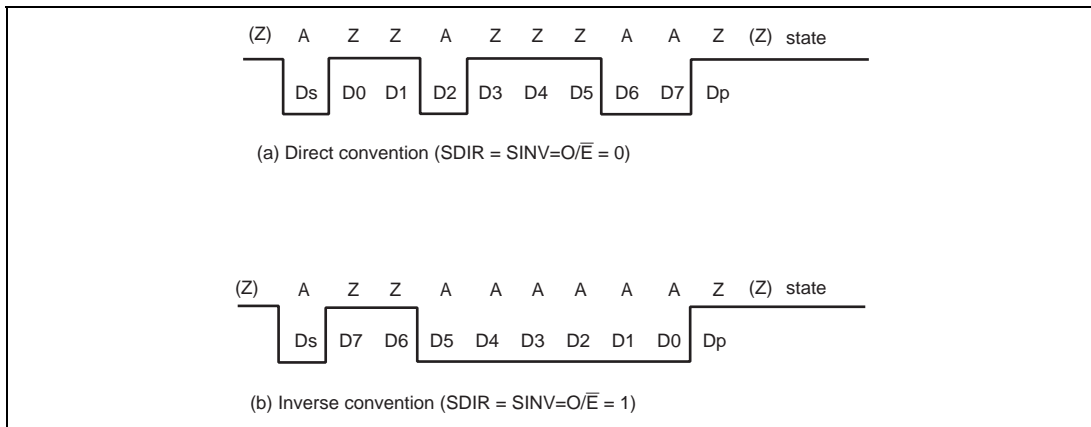 (Z) A Z Z A Z Z Z A A Z (Z) state
Ds D0 D1 D2 D3 D4 D5 D6 D7 Dp
(a) Direct convention (SDIR = SINV=O/E̅ = 0)
(Z) A Z Z A A A A A A Z (Z) state
Ds D7 D6 D5 D4 D3 D2 D1 D0 Dp
(b) Inverse convention (SDIR = SINV=O/E̅ = 1)